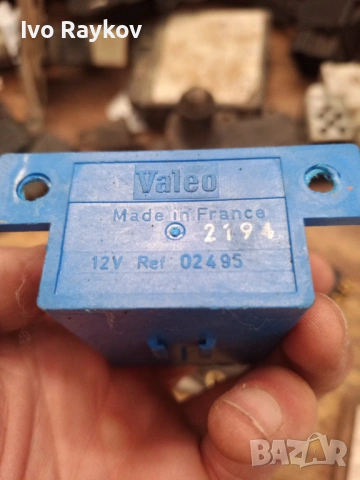 Ivo Raykov
Valeo
Made in France
2194
12V Ref 02495
BAZAR